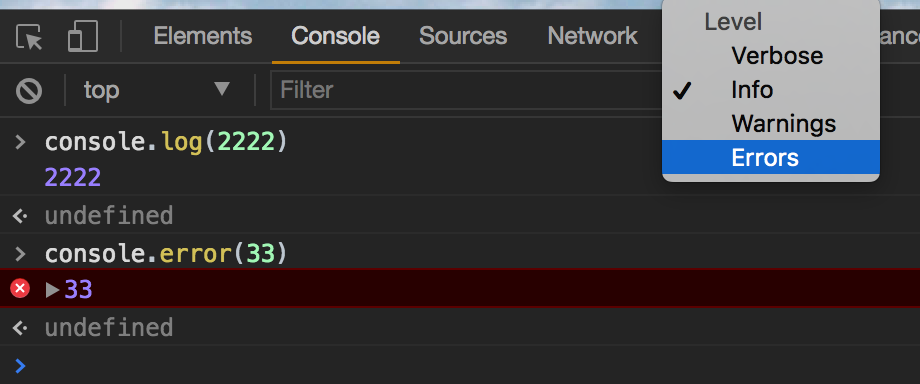 Elements Console Sources Network ance
top Filter
Level
Verbose
Info
Warnings
Errors
console.log(2222)
2222
undefined
console.error(33)
33
undefined